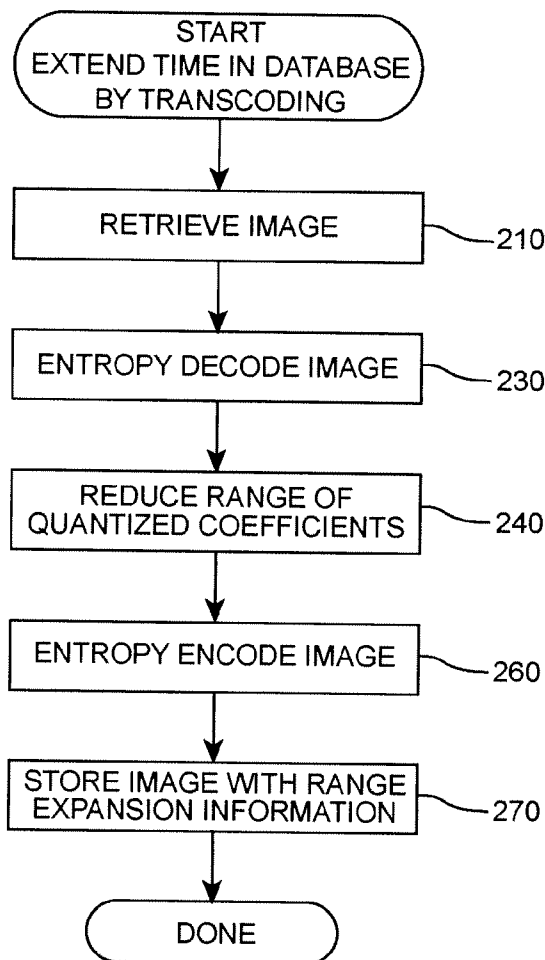 START
EXTEND TIME IN DATABASE
BY TRANSCODING
RETRIEVE IMAGE
210
ENTROPY DECODE IMAGE
230
REDUCE RANGE OF
QUANTIZED COEFFICIENTS
240
ENTROPY ENCODE IMAGE
260
STORE IMAGE WITH RANGE
EXPANSION INFORMATION
270
DONE